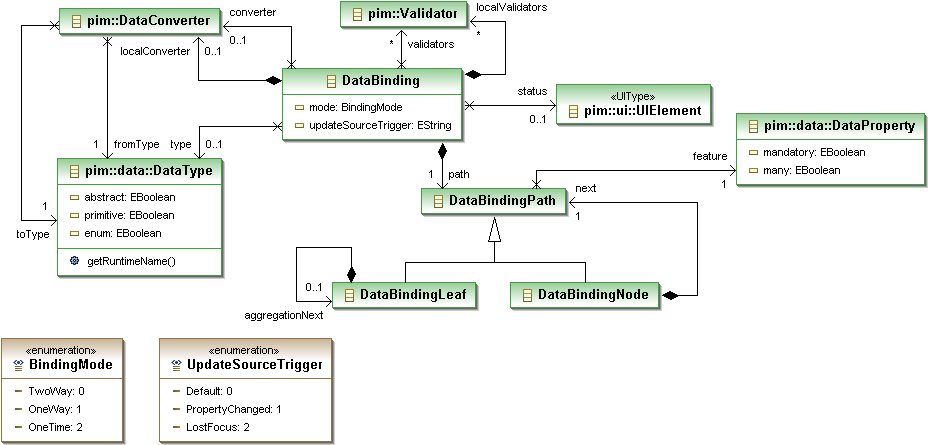 pim::DataConverter
converter
0..1
localConverter
0..1
pim::Validator
localValidators
*
*
validators
DataBinding
mode: BindingMode
updateSourceTrigger: EString
status
0..1
«UIType»
pim::ui::UIElement
pim::data::DataProperty
mandatory: EBoolean
many: EBoolean
feature
1
1
fromType
type
0..1
pim::data::DataType
abstract: EBoolean
primitive: EBoolean
enum: EBoolean
getRuntimeName()
1
toType
1
path
DataBindingPath
next
1
0..1
aggregationNext
DataBindingLeaf
DataBindingNode
«enumeration»
BindingMode
TwoWay: 0
OneWay: 1
OneTime: 2
«enumeration»
UpdateSourceTrigger
Default: 0
PropertyChanged: 1
LostFocus: 2